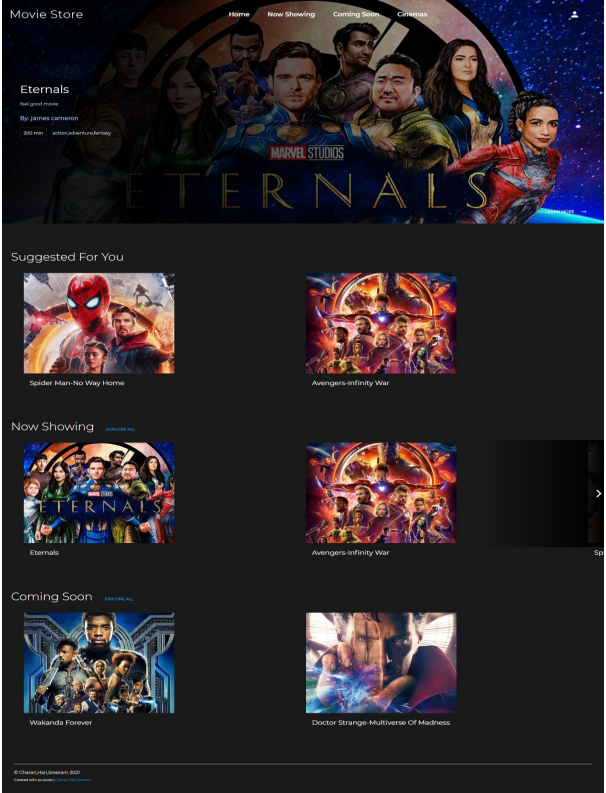 Movie Store
Home Now Showing Coming Soon Cinemas
Eternals
feel good movie
By: james cameron
200 min action,adventure,fantasy
MARVEL STUDIOS
ETERNALS
LEARN MORE →
Suggested For You
Spider Man-No Way Home
Avengers-Infinity War
Now Showing EXPLORE ALL
MARVEL STUDIOS
ETERNALS
Eternals
Avengers-Infinity War
Sp
Coming Soon EXPLORE ALL
Wakanda Forever
Doctor Strange-Multiverse Of Madness
© Charan,Hari,Sreeram 2021
Created with purpose||